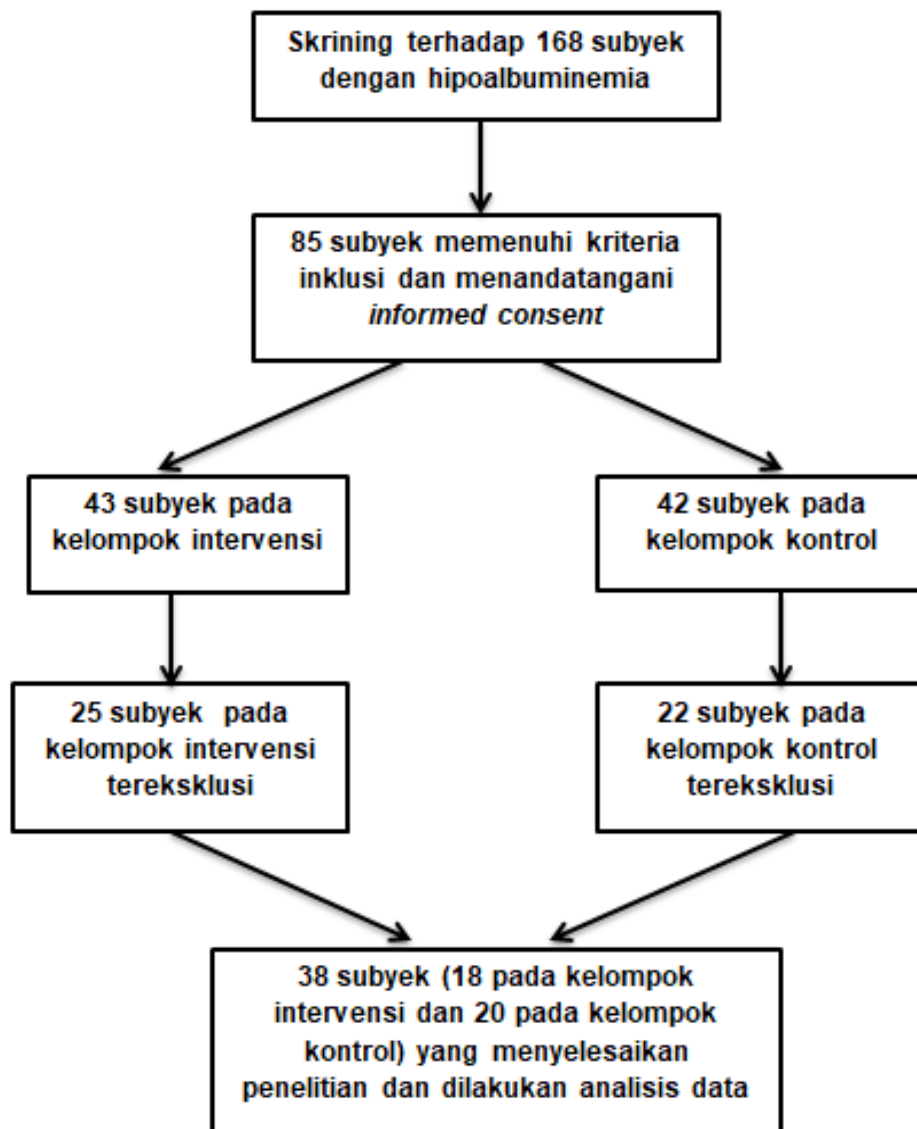 Skrining terhadap 168 subyek
dengan hipoalbuminemia
85 subyek memenuhi kriteria
inklusi dan menandatangani
informed consent
43 subyek pada
kelompok intervensi
42 subyek pada
kelompok kontrol
25 subyek pada
kelompok intervensi
tereksklusi
22 subyek pada
kelompok kontrol
tereksklusi
38 subyek (18 pada kelompok
intervensi dan 20 pada kelompok
kontrol) yang menyelesaikan
penelitian dan dilakukan analisis data